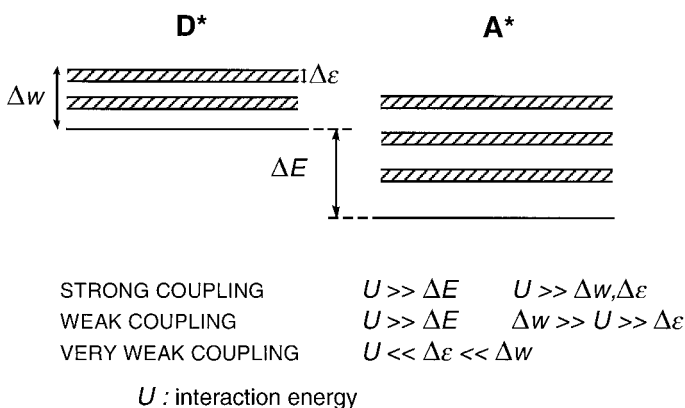 D* A*
Δε
Δw
ΔE
STRONG COUPLING U >> ΔE U >> Δw,Δε
WEAK COUPLING U >> ΔE Δw >> U >> Δε
VERY WEAK COUPLING U << Δε << Δw
U : interaction energy